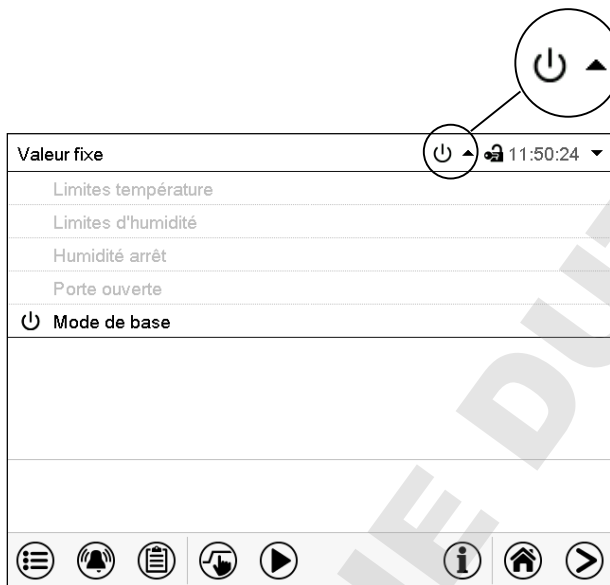 Valeur fixe 11:50:24
Limites température
Limites d'humidité
Humidité arrêt
Porte ouverte
Mode de base